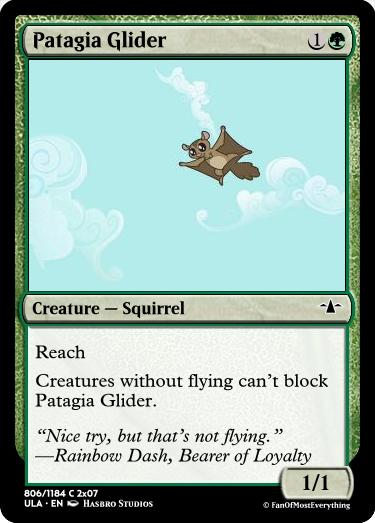 Patagia Glider 1
Creature — Squirrel
Reach
Creatures without flying can't block
Patagia Glider.
"Nice try, but that's not flying."
—Rainbow Dash, Bearer of Loyalty
1/1
806/1184 C 2x07
ULA • EN HASBRO STUDIOS
© FanOfMostEverything